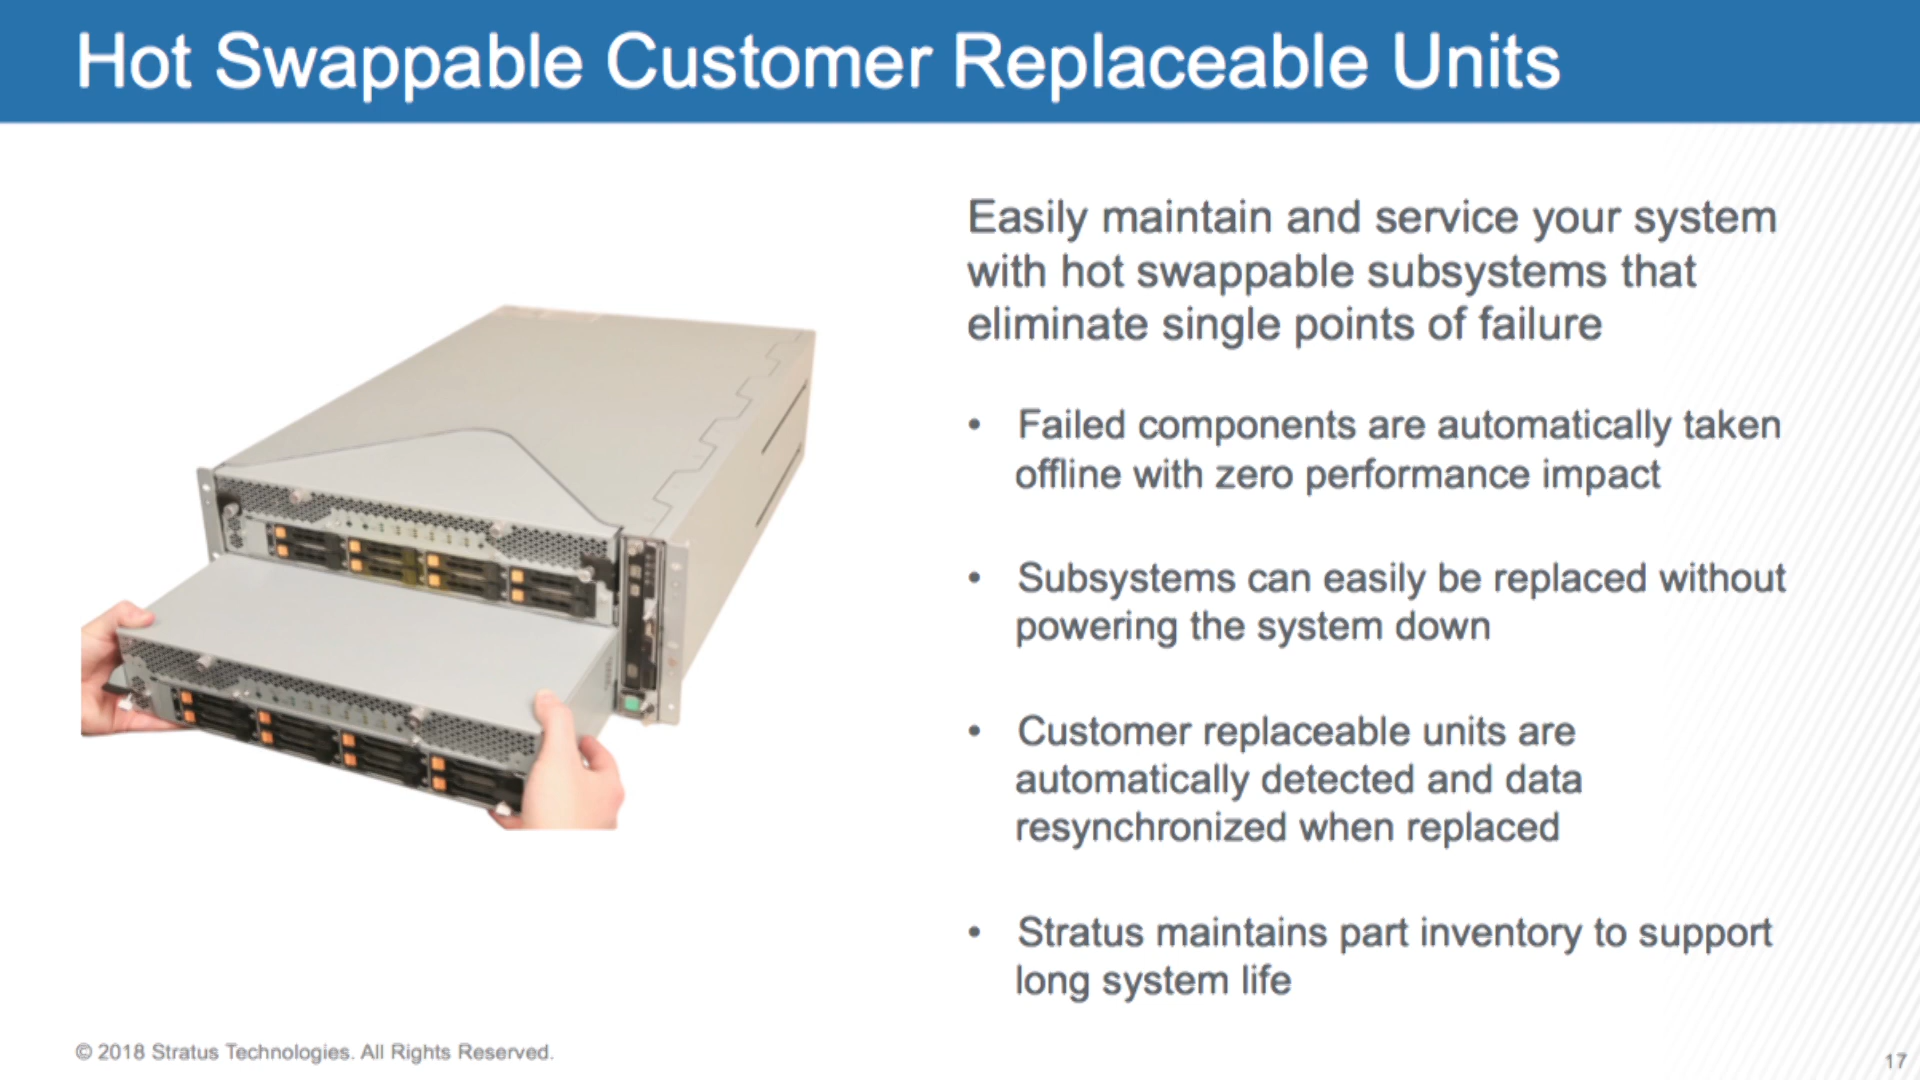 Hot Swappable Customer Replaceable Units
Easily maintain and service your system
with hot swappable subsystems that
eliminate single points of failure
• Failed components are automatically taken
offline with zero performance impact
• Subsystems can easily be replaced without
powering the system down
• Customer replaceable units are
automatically detected and data
resynchronized when replaced
• Stratus maintains part inventory to support
long system life
© 2018 Stratus Technologies. All Rights Reserved.
17